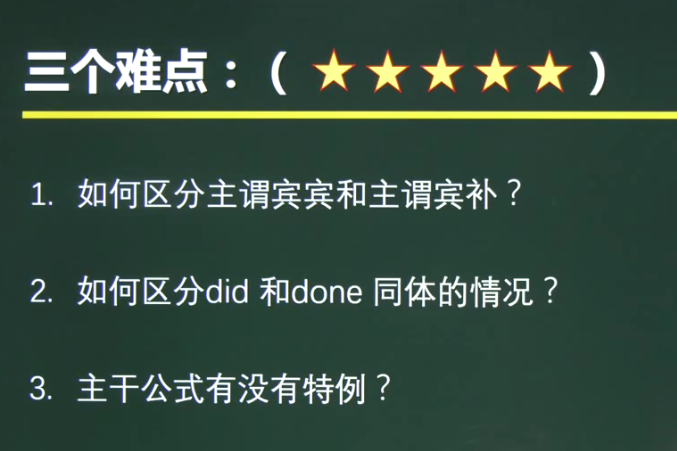 三个难点：（★★★★★）
1. 如何区分主谓宾宾和主谓宾补？
2. 如何区分did 和done 同体的情况？
3. 主干公式有没有特例？